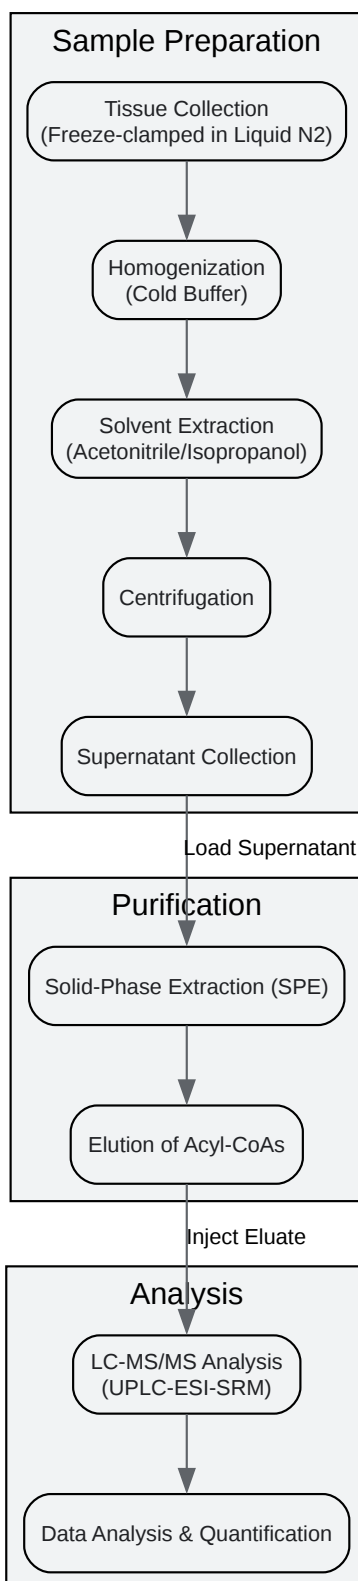 Sample Preparation
Tissue Collection
(Freeze-clamped in Liquid N2)
Homogenization
(Cold Buffer)
Solvent Extraction
(Acetonitrile/Isopropanol)
Centrifugation
Supernatant Collection
Load Supernatant
Purification
Solid-Phase Extraction (SPE)
Elution of Acyl-CoAs
Inject Eluate
Analysis
LC-MS/MS Analysis
(UPLC-ESI-SRM)
Data Analysis & Quantification